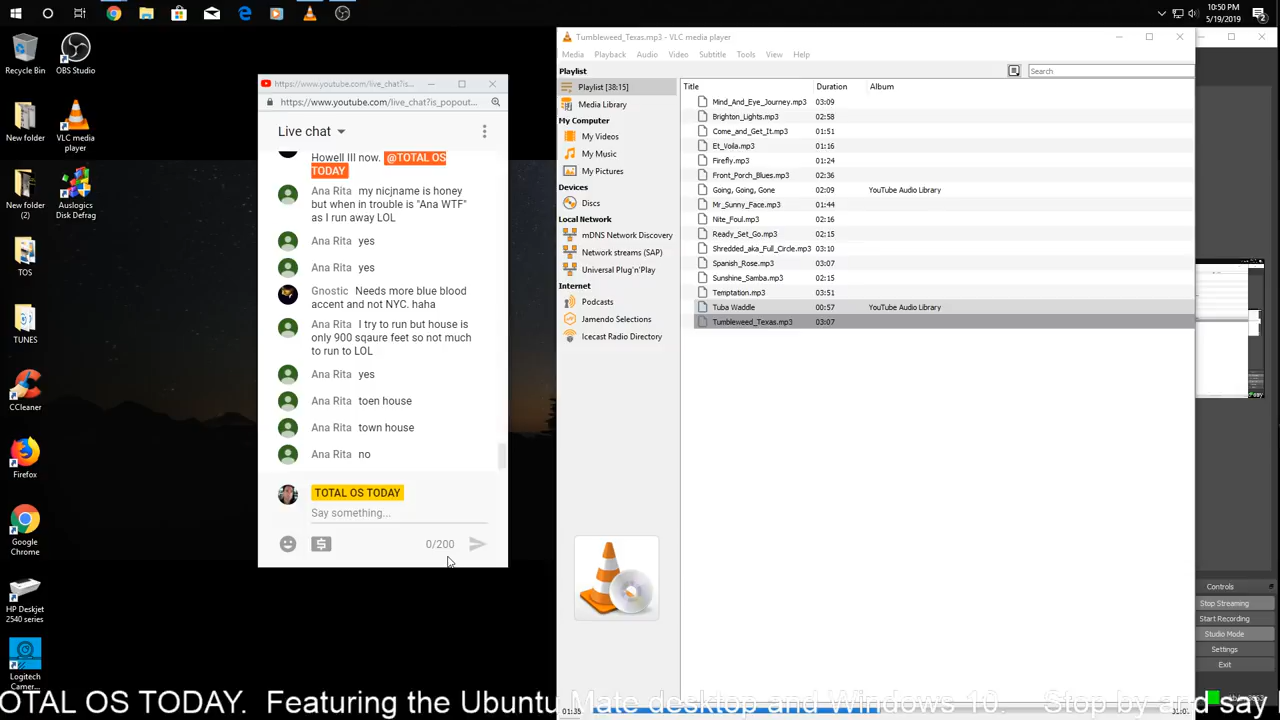 10:50 PM
5/19/2019
2
Recycle Bin
OBS Studio
New folder
VLC media
player
New folder
(2)
Auslogics
Disk Defrag
TOS
TUNES
CCleaner
Firefox
Google
Chrome
HP Deskjet
2540 series
Logitech
Camer...
https://www.youtube.com/live_chat?is...
https://www.youtube.com/live_chat?is_popout...
Live chat
Howell III now. @TOTAL OS
TODAY
Ana Rita my nicjname is honey
but when in trouble is "Ana WTF"
as I run away LOL
Ana Rita yes
Ana Rita yes
Gnostic Needs more blue blood
accent and not NYC. haha
Ana Rita I try to run but house is
only 900 sqaure feet so not much
to run to LOL
Ana Rita yes
Ana Rita toen house
Ana Rita town house
Ana Rita no
TOTAL OS TODAY
Say something...
0/200
Tumbleweed_Texas.mp3 - VLC media player
Media Playback Audio Video Subtitle Tools View Help
Playlist
Search
Playlist [38:15]
Media Library
My Computer
My Videos
My Music
My Pictures
Devices
Discs
Local Network
mDNS Network Discovery
Network streams (SAP)
Universal Plug'n'Play
Internet
Podcasts
Jamendo Selections
Icecast Radio Directory
Title Duration Album
Mind_And_Eye_Journey.mp3 03:09
Brighton_Lights.mp3 02:58
Come_and_Get_It.mp3 01:51
Et_Voila.mp3 01:16
Firefly.mp3 01:24
Front_Porch_Blues.mp3 02:36
Going, Going, Gone 02:09 YouTube Audio Library
Mr_Sunny_Face.mp3 01:44
Nite_Foul.mp3 02:16
Ready_Set_Go.mp3 02:15
Shredded_aka_Full_Circle.mp3 03:10
Spanish_Rose.mp3 03:07
Sunshine_Samba.mp3 02:15
Temptation.mp3 03:51
Tuba Waddle 00:57 YouTube Audio Library
Tumbleweed_Texas.mp3 03:07
Controls
Stop Streaming
Start Recording
Studio Mode
Settings
Exit
OTAL OS TODAY. Featuring the Ubuntu Mate desktop and Windows 10. Stop by and say
01:35